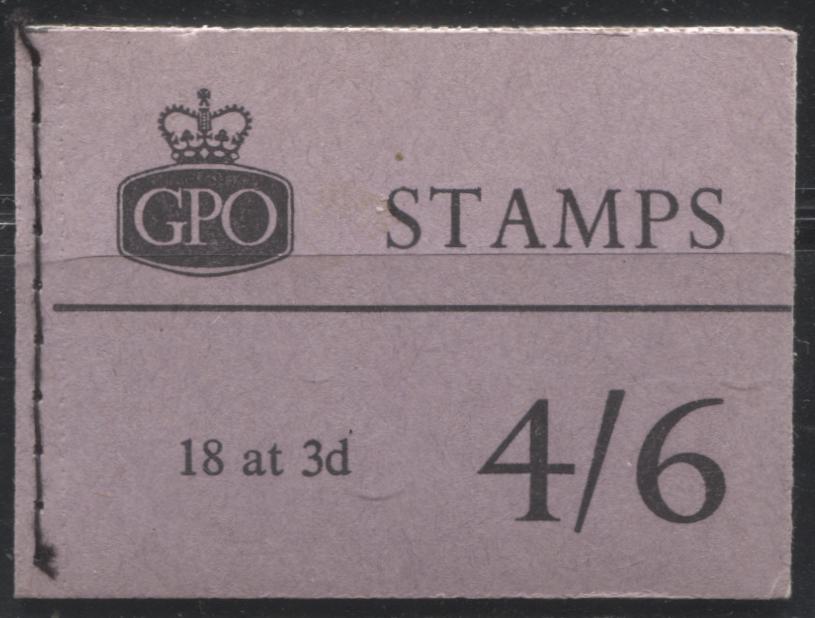 GPO
STAMPS
18 at 3d
4/6